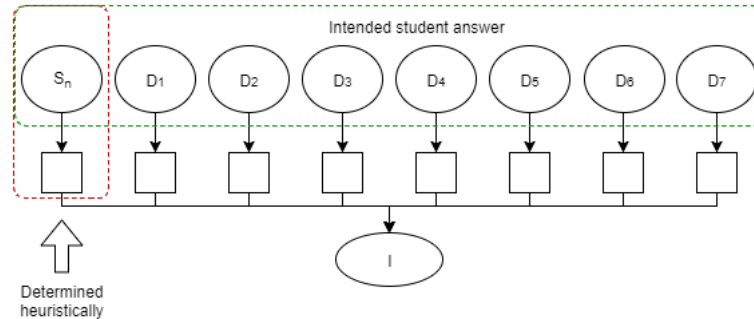 Intended student answer
Sn D1 D2 D3 D4 D5 D6 D7
I
Determined
heuristically